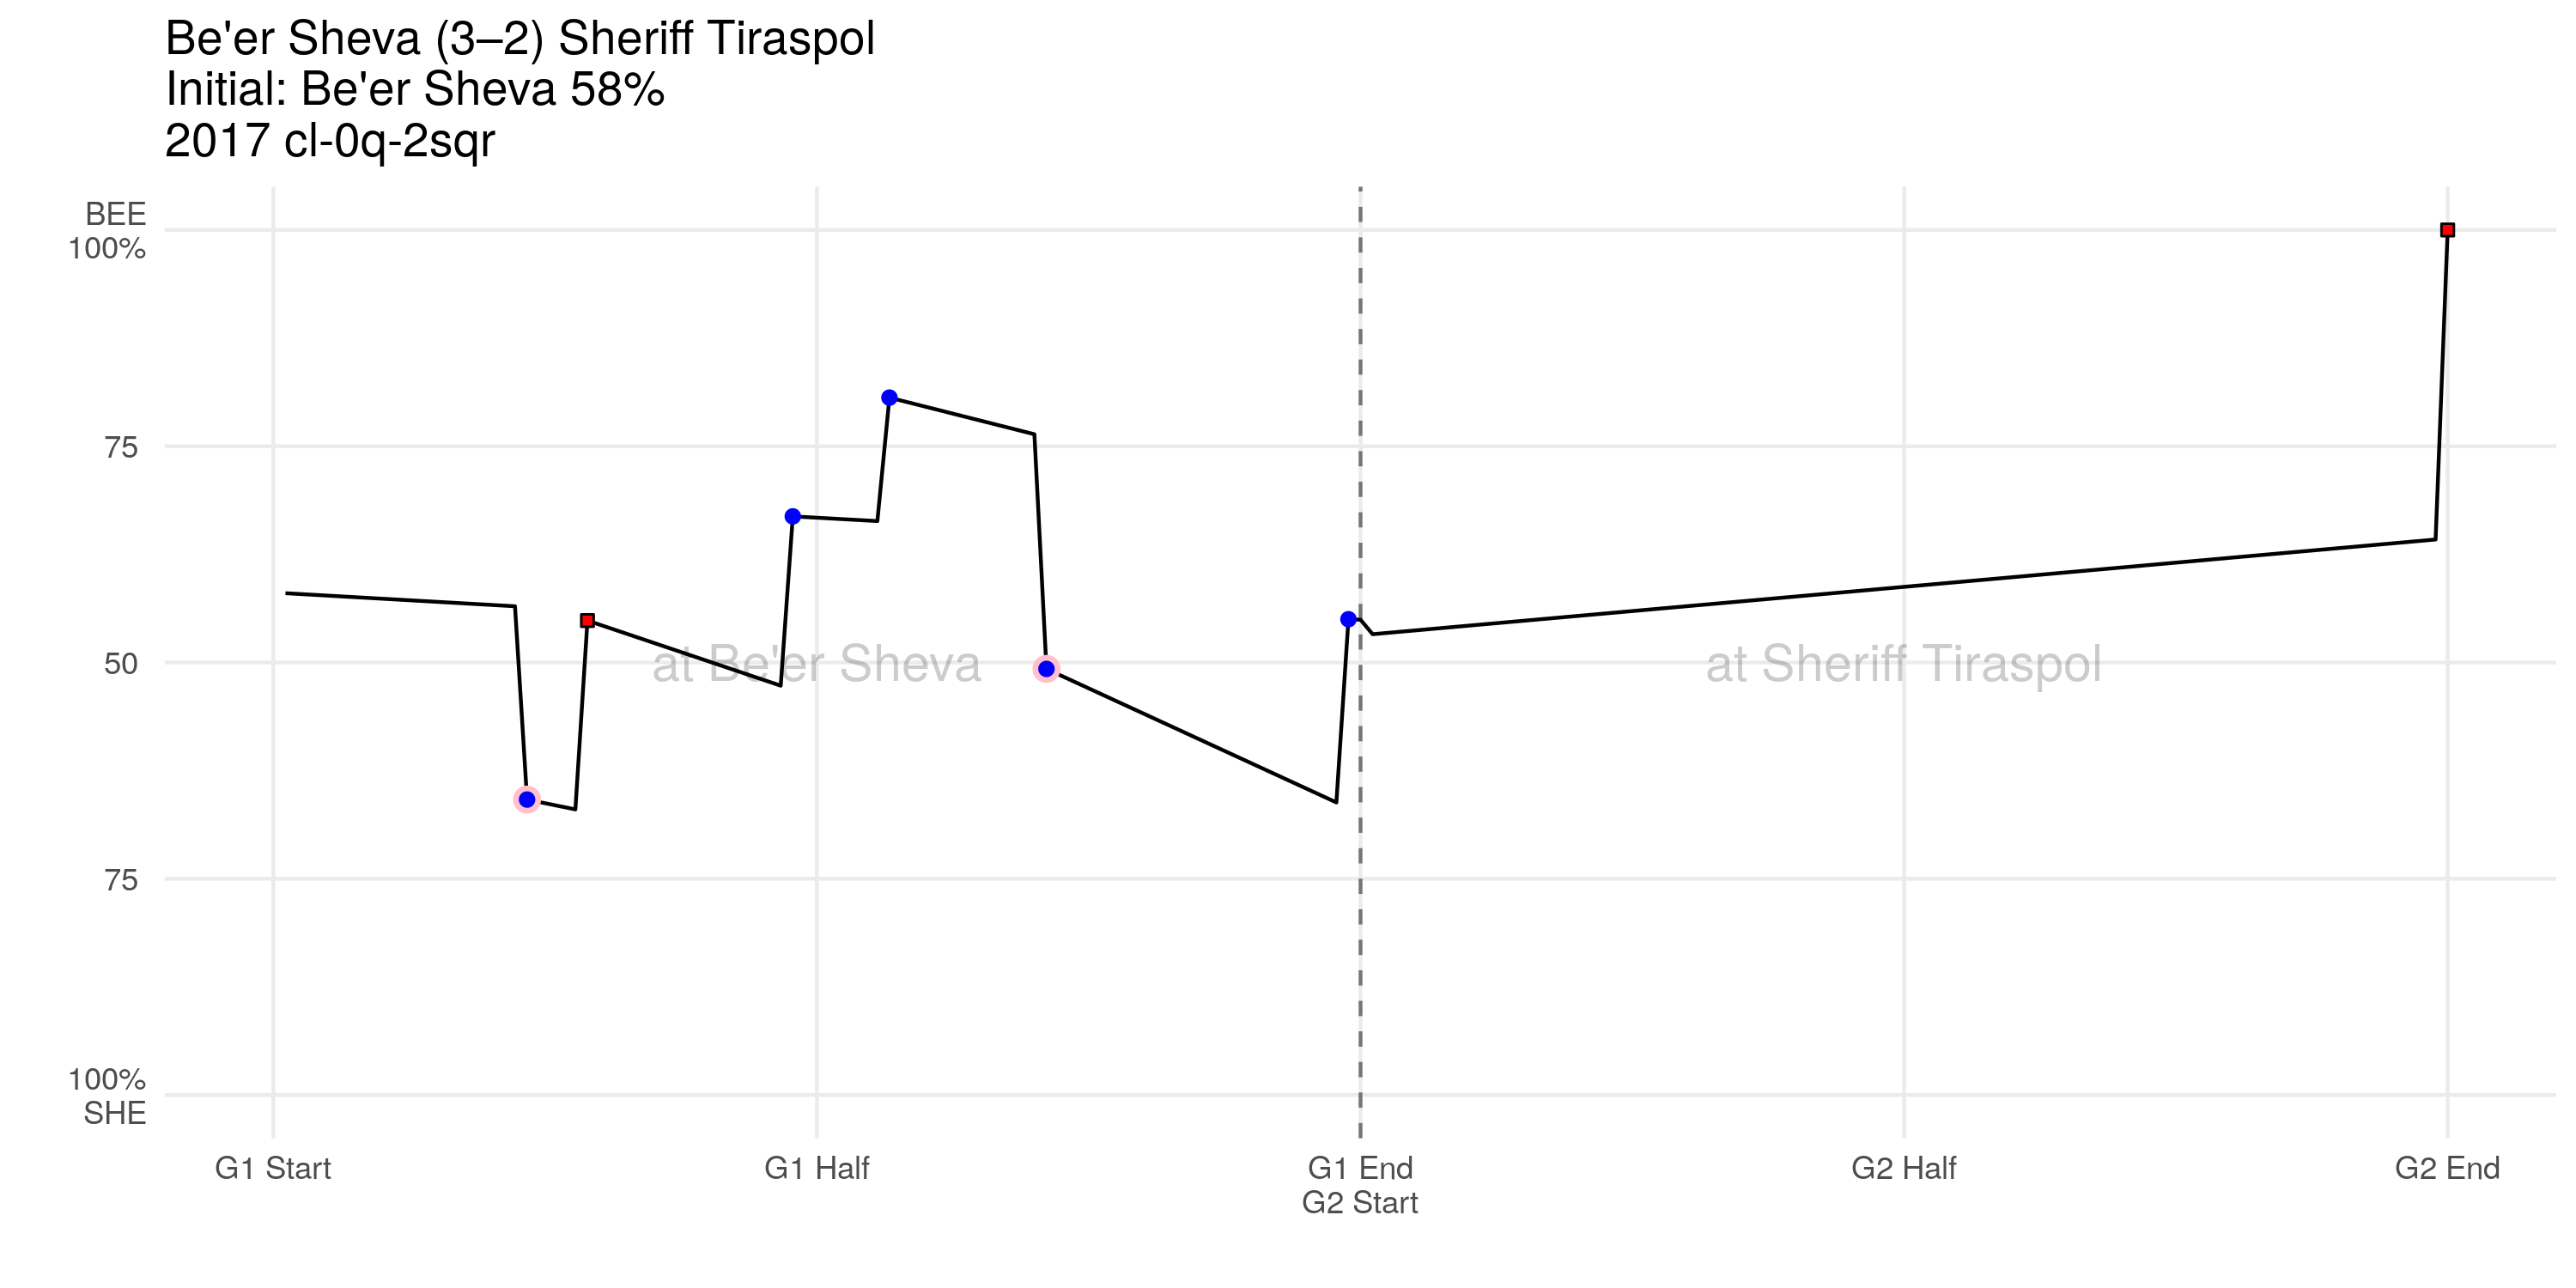 Be'er Sheva (3–2) Sheriff Tiraspol
Initial: Be'er Sheva 58%
2017 cl-0q-2sqr
BEE
100%
75
50
75
100%
SHE
at Be'er Sheva
at Sheriff Tiraspol
G1 Start
G1 Half
G1 End
G2 Start
G2 Half
G2 End